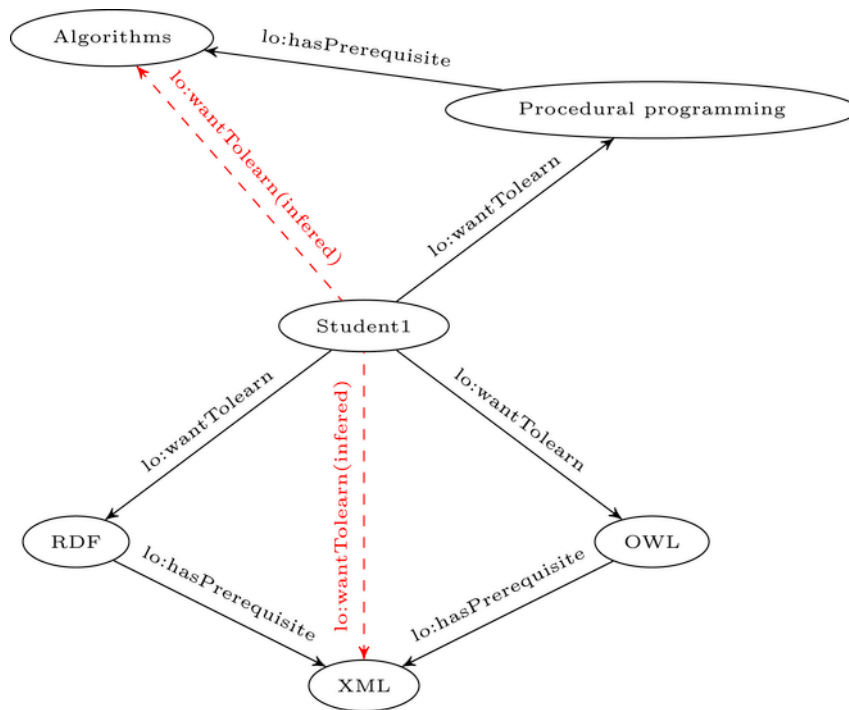 Algorithms
lo:hasPrerequisite
Procedural programming
lo:wantTolearn(infered)
lo:wantTolearn
Student1
lo:wantTolearn
lo:wantTolearn(infered)
lo:wantTolearn
RDF
OWL
lo:hasPrerequisite
lo:hasPrerequisite
XML